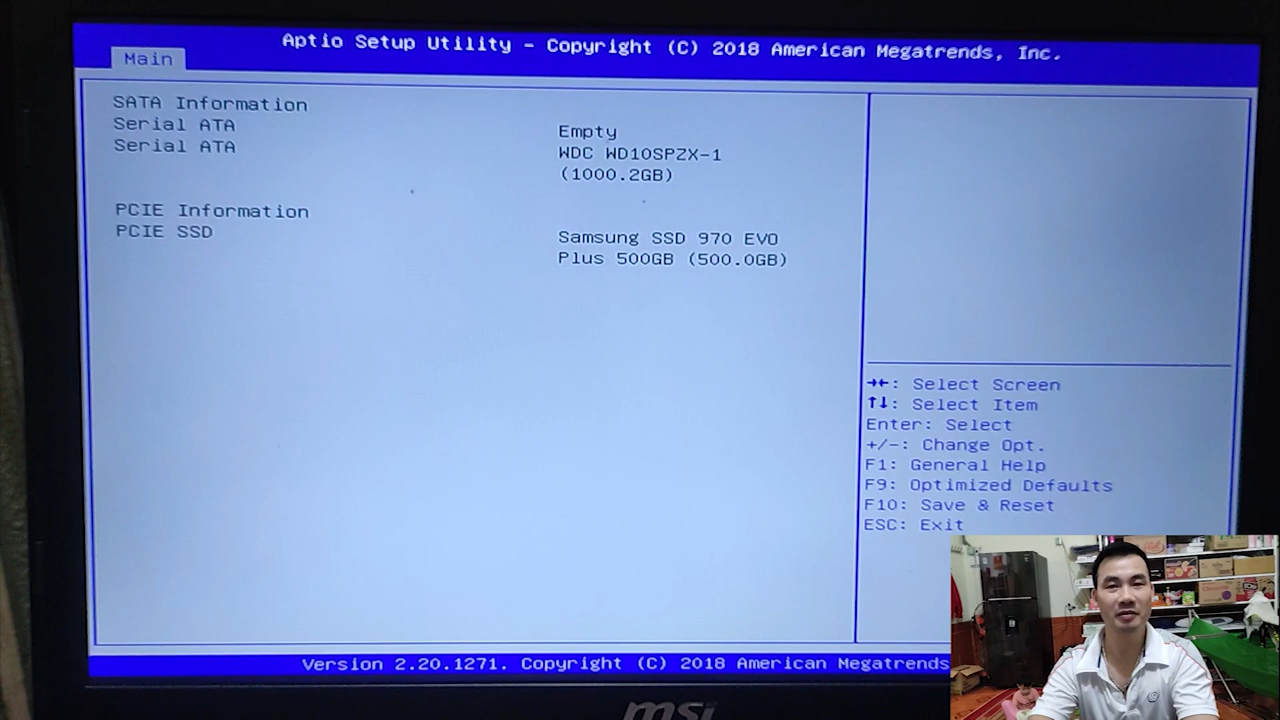 Aptio Setup Utility - Copyright (C) 2018 American Megatrends, Inc.
Main
SATA Information
Serial ATA Empty
Serial ATA WDC WD10SPZX-1
(1000.2GB)
PCIE Information
PCIE SSD Samsung SSD 970 EVO
Plus 500GB (500.0GB)
→←: Select Screen
↑↓: Select Item
Enter: Select
+/-: Change Opt.
F1: General Help
F9: Optimized Defaults
F10: Save & Reset
ESC: Exit
Version 2.20.1271. Copyright (C) 2018 American Megatrends
msi